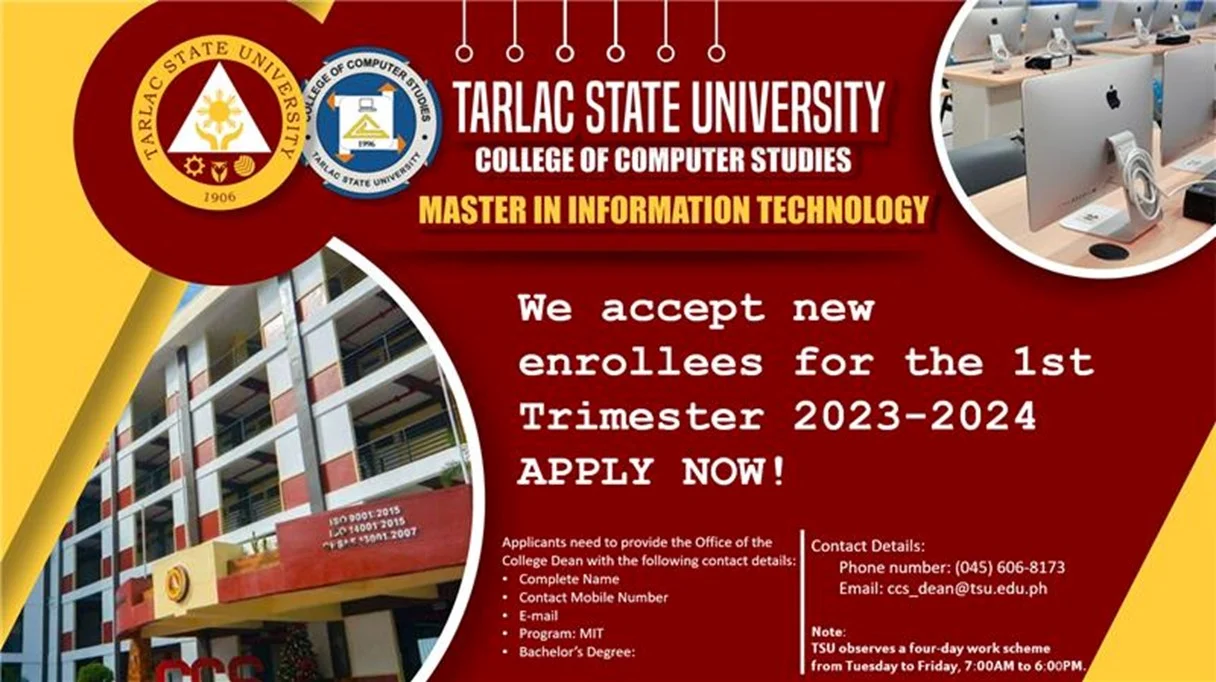 TARLAC STATE UNIVERSITY
1906
COLLEGE OF COMPUTER STUDIES
1996
TARLAC STATE UNIVERSITY
TARLAC STATE UNIVERSITY
COLLEGE OF COMPUTER STUDIES
MASTER IN INFORMATION TECHNOLOGY
We accept new
enrollees for the 1st
Trimester 2023-2024
APPLY NOW!
ISO 9001:2015
ISO 14001:2015
18001:2007
CCS
Applicants need to provide the Office of the
College Dean with the following contact details:
• Complete Name
• Contact Mobile Number
• E-mail
• Program: MIT
• Bachelor's Degree:
Contact Details:
Phone number: (045) 606-8173
Email: ccs_dean@tsu.edu.ph
Note:
TSU observes a four-day work scheme
from Tuesday to Friday, 7:00AM to 6:00PM.